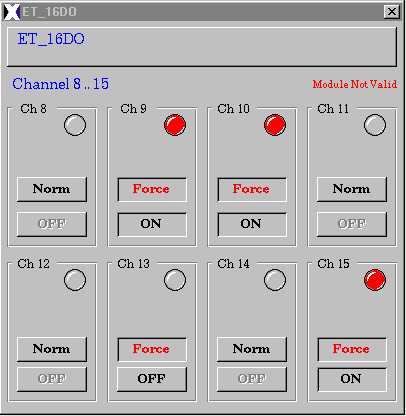 ET_16DO
ET_16DO
Channel 8 .. 15 Module Not Valid
Ch 8 Ch 9 Ch 10 Ch 11
Norm Force Force Norm
OFF ON ON OFF
Ch 12 Ch 13 Ch 14 Ch 15
Norm Force Norm Force
OFF OFF OFF ON